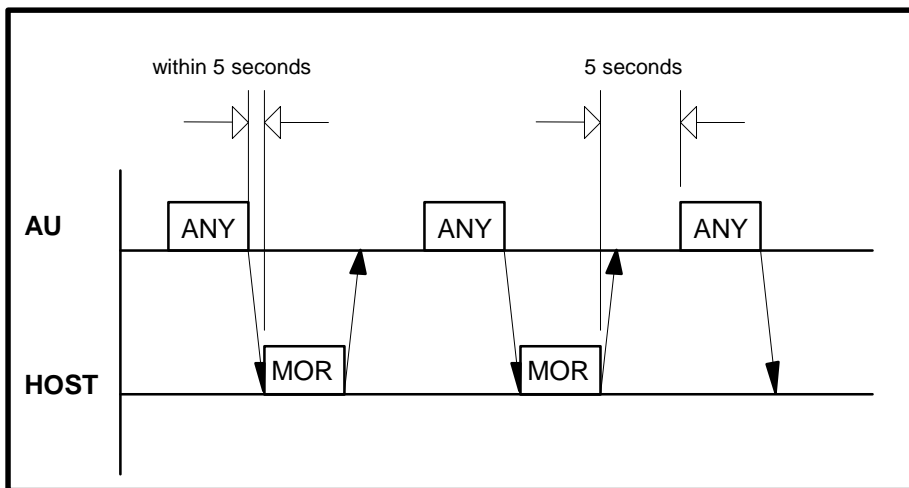 within 5 seconds
5 seconds
AU
ANY
ANY
ANY
HOST
MOR
MOR